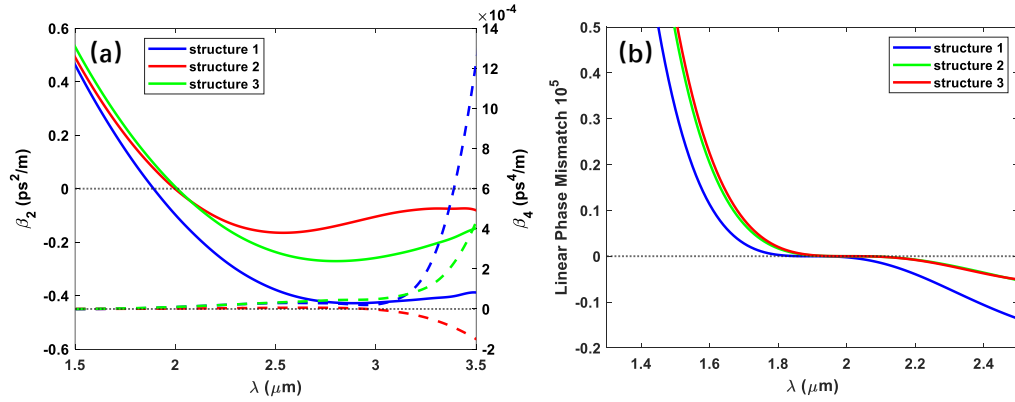 (a)
structure 1
structure 2
structure 3
×10⁻⁴
β₂ (ps²/m)
0.6
0.4
0.2
0
-0.2
-0.4
-0.6
14
12
10
8
6
4
2
0
-2
β₄ (ps⁴/m)
1.5
2
2.5
3
3.5
λ (μm)
(b)
structure 1
structure 2
structure 3
Linear Phase Mismatch 10⁵
0.5
0.4
0.3
0.2
0.1
0
-0.1
-0.2
1.4
1.6
1.8
2
2.2
2.4
λ (μm)